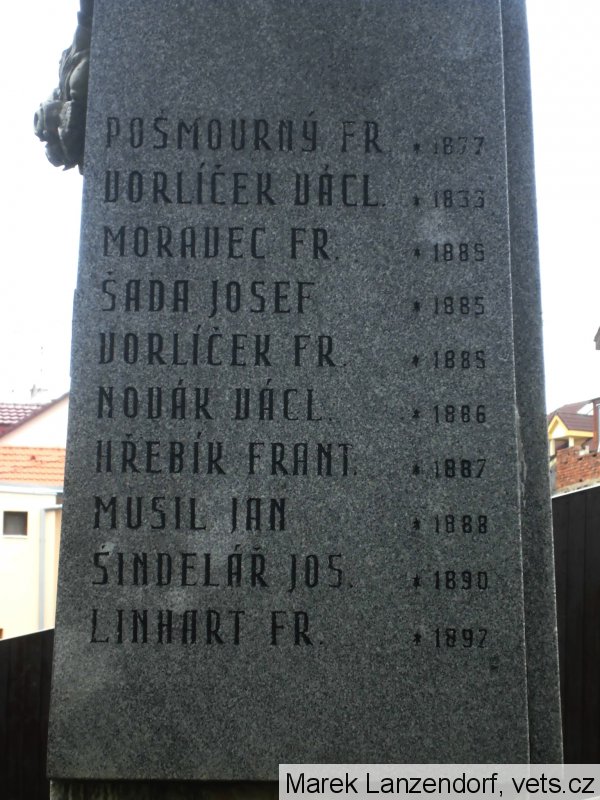 POŠMOURNÝ FR. * 1877
VORLÍČEK VÁCL. * 1833
MORAVEC FR. * 1885
ŠADA JOSEF * 1885
VORLÍČEK FR. * 1885
NOVÁK VÁCL. * 1886
HŘEBÍK FRANT. * 1887
MUSIL JAN * 1888
ŠINDELÁŘ JOS. * 1890
LINHART FR. * 1892
Marek Lanzendorf, vets.cz